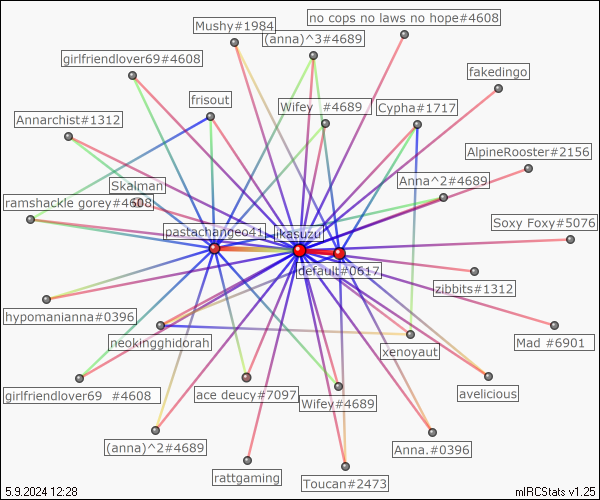 no cops no laws no hope#4608
Mushy#1984
(anna)^3#4689
girlfriendlover69#4608
fakedingo
frisout
Wifey #4689
Cypha#1717
Annarchist#1312
AlpineRooster#2156
Anna^2#4689
Skalman
ramshackle gorey#4608
Soxy Foxy#5076
pastachangeo41
jkasuzu
default#0617
zibbits#1312
hypomanianna#0396
neokingghidorah
xenoyaut
Mad #6901
girlfriendlover69 #4608
ace deucy#7097
Wifey#4689
avelicious
(anna)^2#4689
Anna.#0396
rattgaming
Toucan#2473
5.9.2024 12:28
mIRCStats v1.25